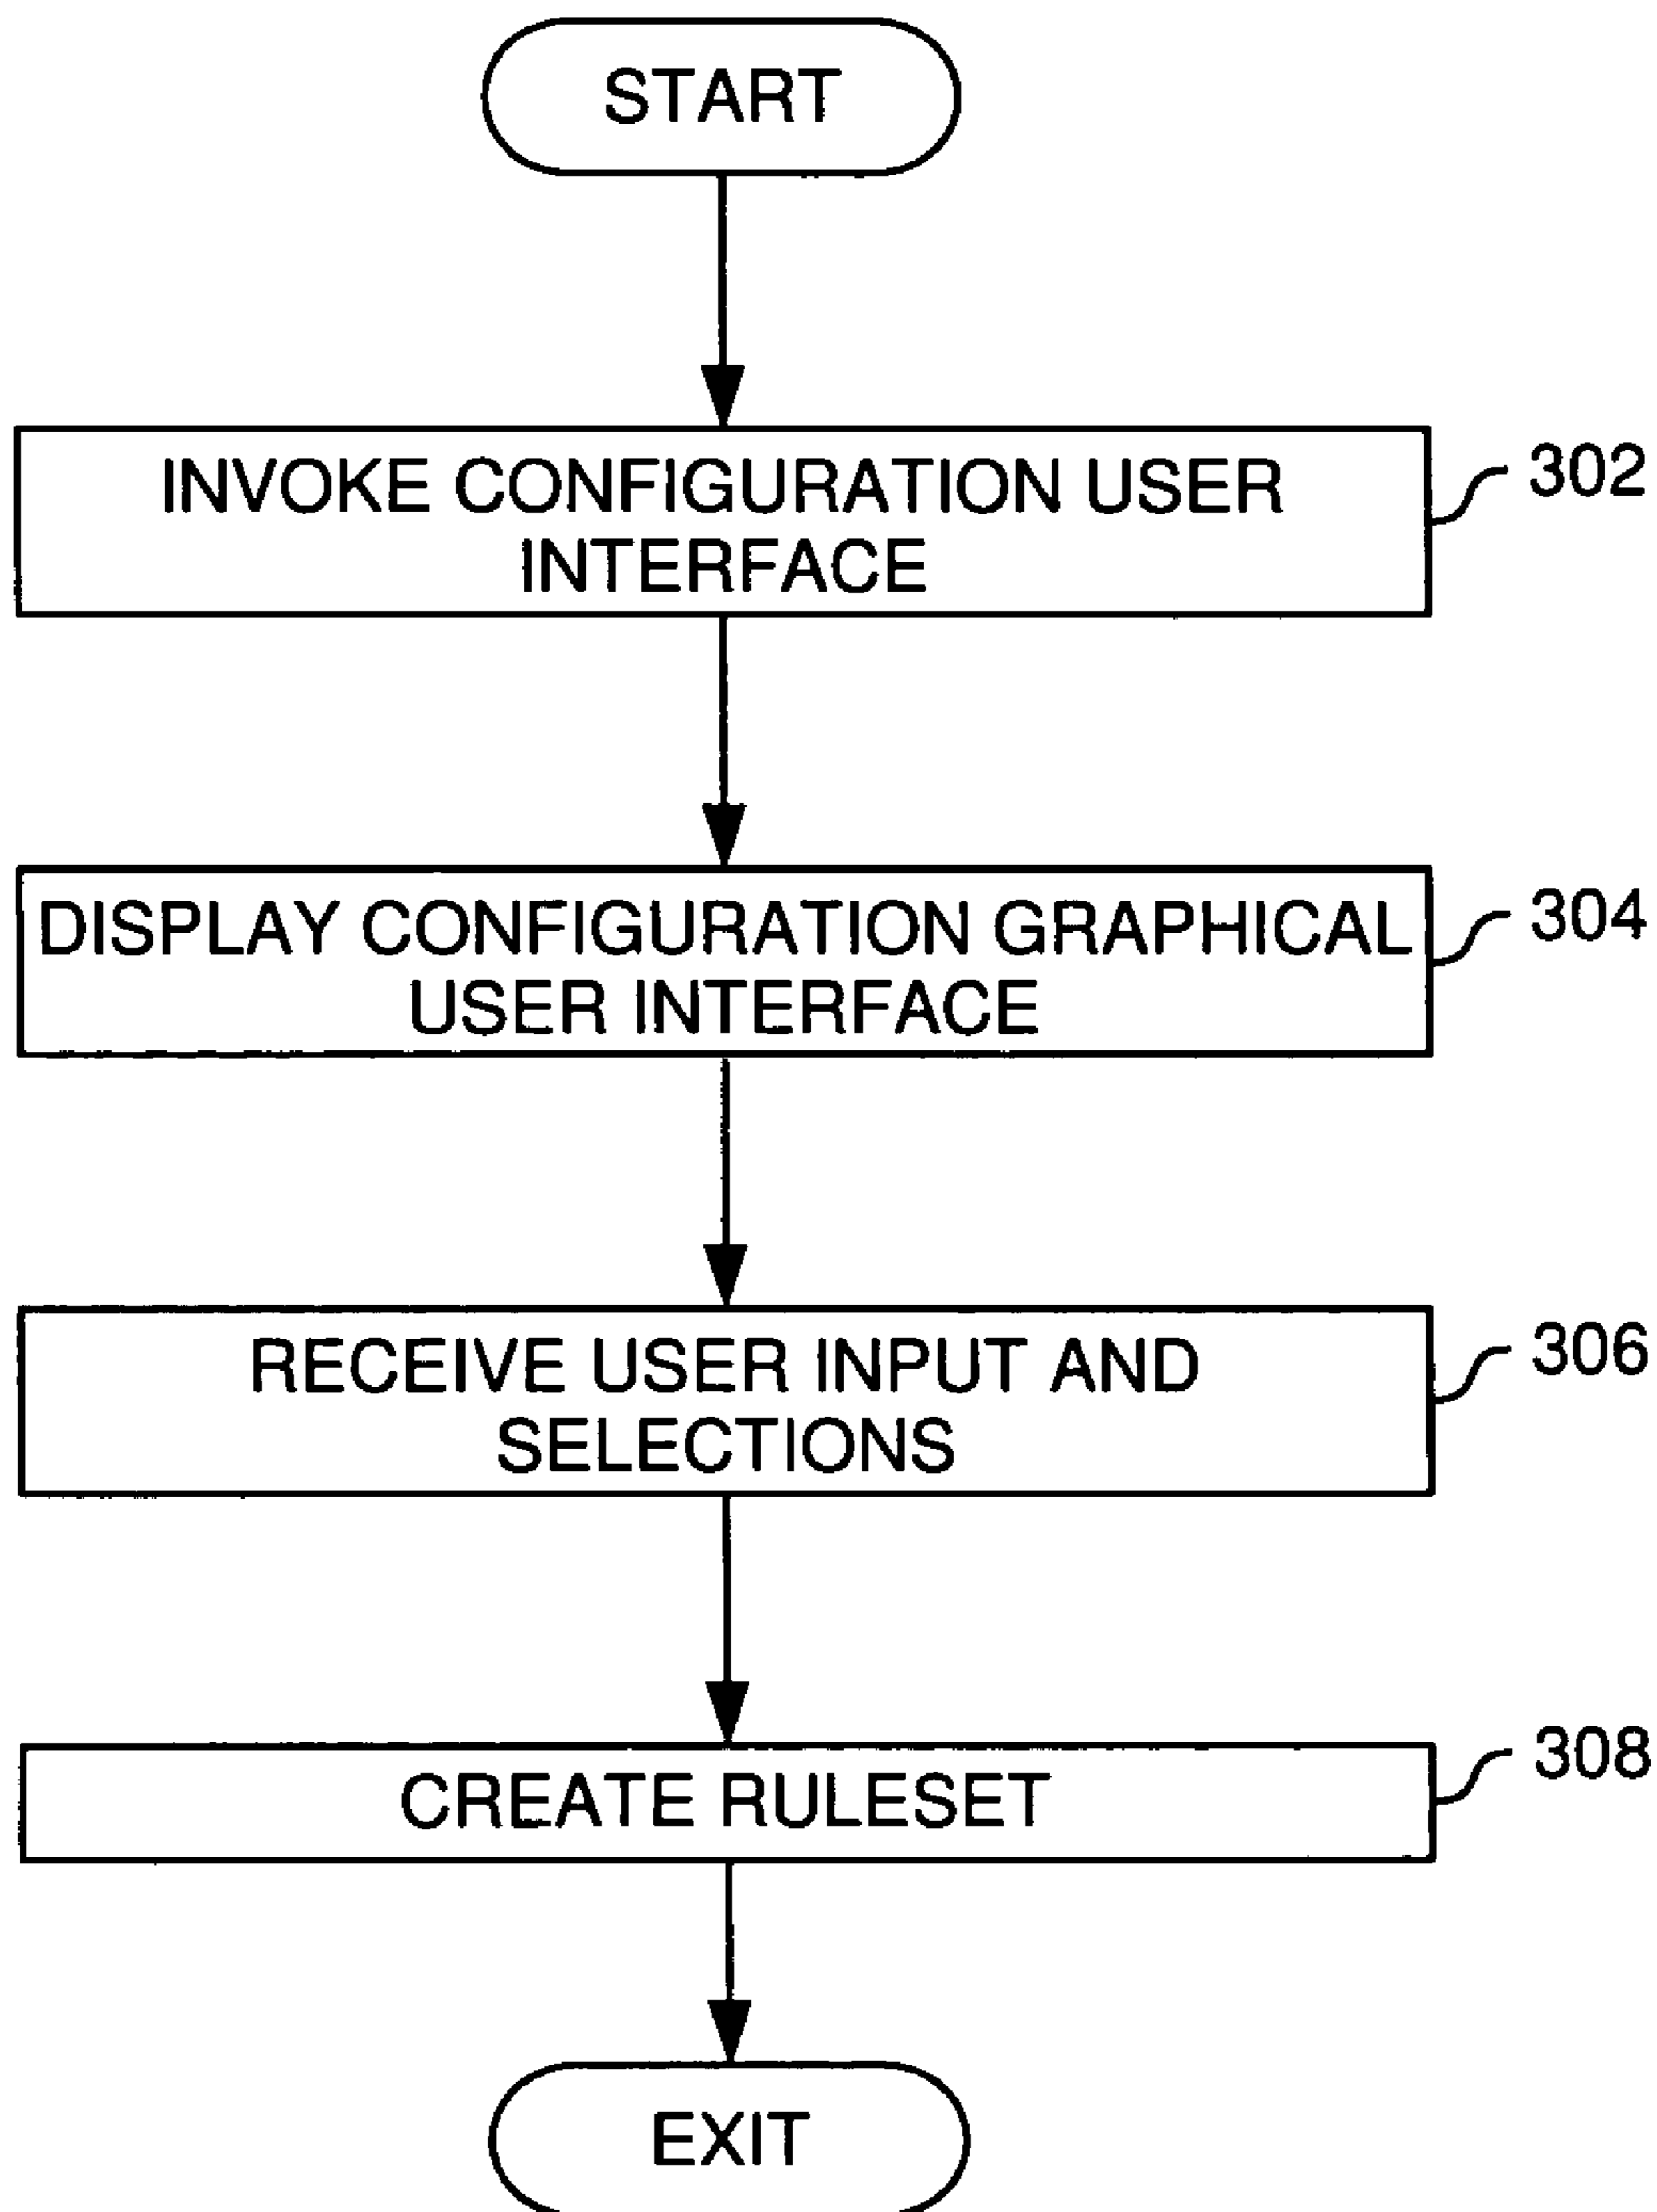 START
INVOKE CONFIGURATION USER
INTERFACE
302
DISPLAY CONFIGURATION GRAPHICAL
USER INTERFACE
304
RECEIVE USER INPUT AND
SELECTIONS
306
CREATE RULESET
308
EXIT